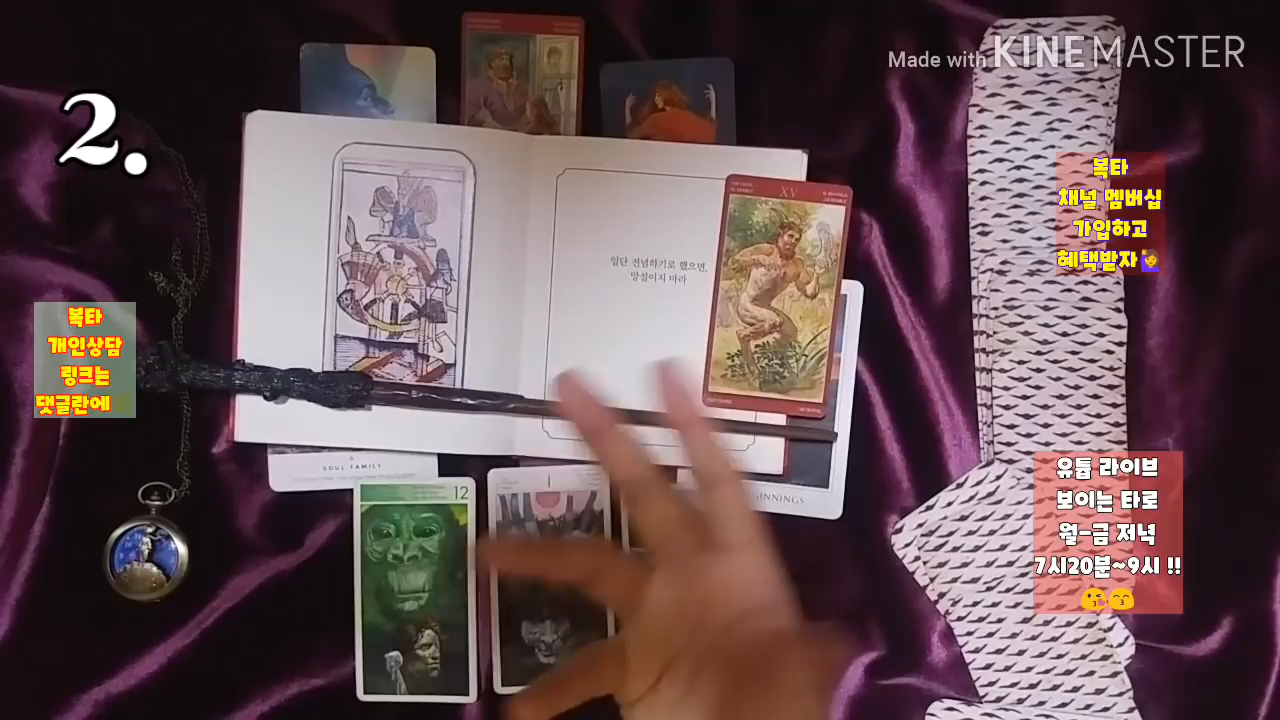 Made with KINEMASTER
2.
복타
채널 멤버십
가입하고
혜택받자🙋
XV
일단 전념하기로 했으면,
망설이지 마라
복타
개인상담
링크는
댓글란에
SOUL FAMILY
12
I
GINNINGS
유튭 라이브
보이는 타로
월-금 저녁
7시20분~9시 !!
😘😙